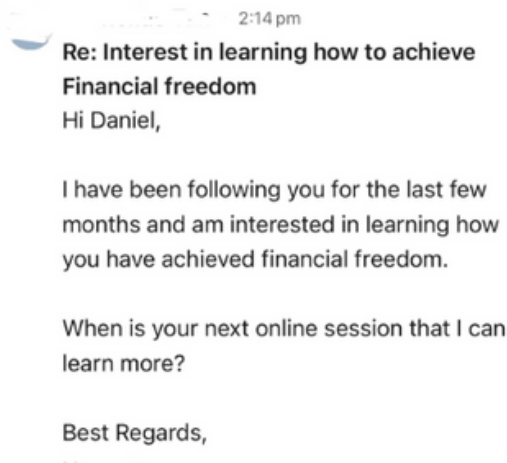 2:14 pm
Re: Interest in learning how to achieve
Financial freedom
Hi Daniel,
I have been following you for the last few
months and am interested in learning how
you have achieved financial freedom.
When is your next online session that I can
learn more?
Best Regards,